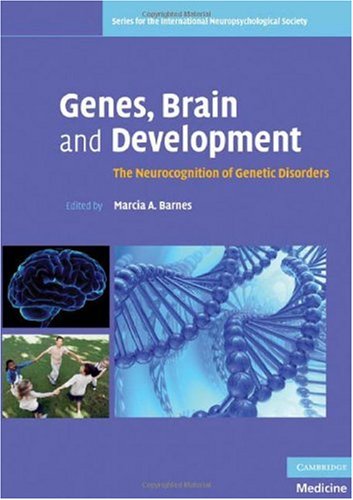 Series for the International Neuropsychological Society
Genes, Brain
and Development
The Neurocognition of Genetic Disorders
Edited by Marcia A. Barnes
CAMBRIDGE
Medicine